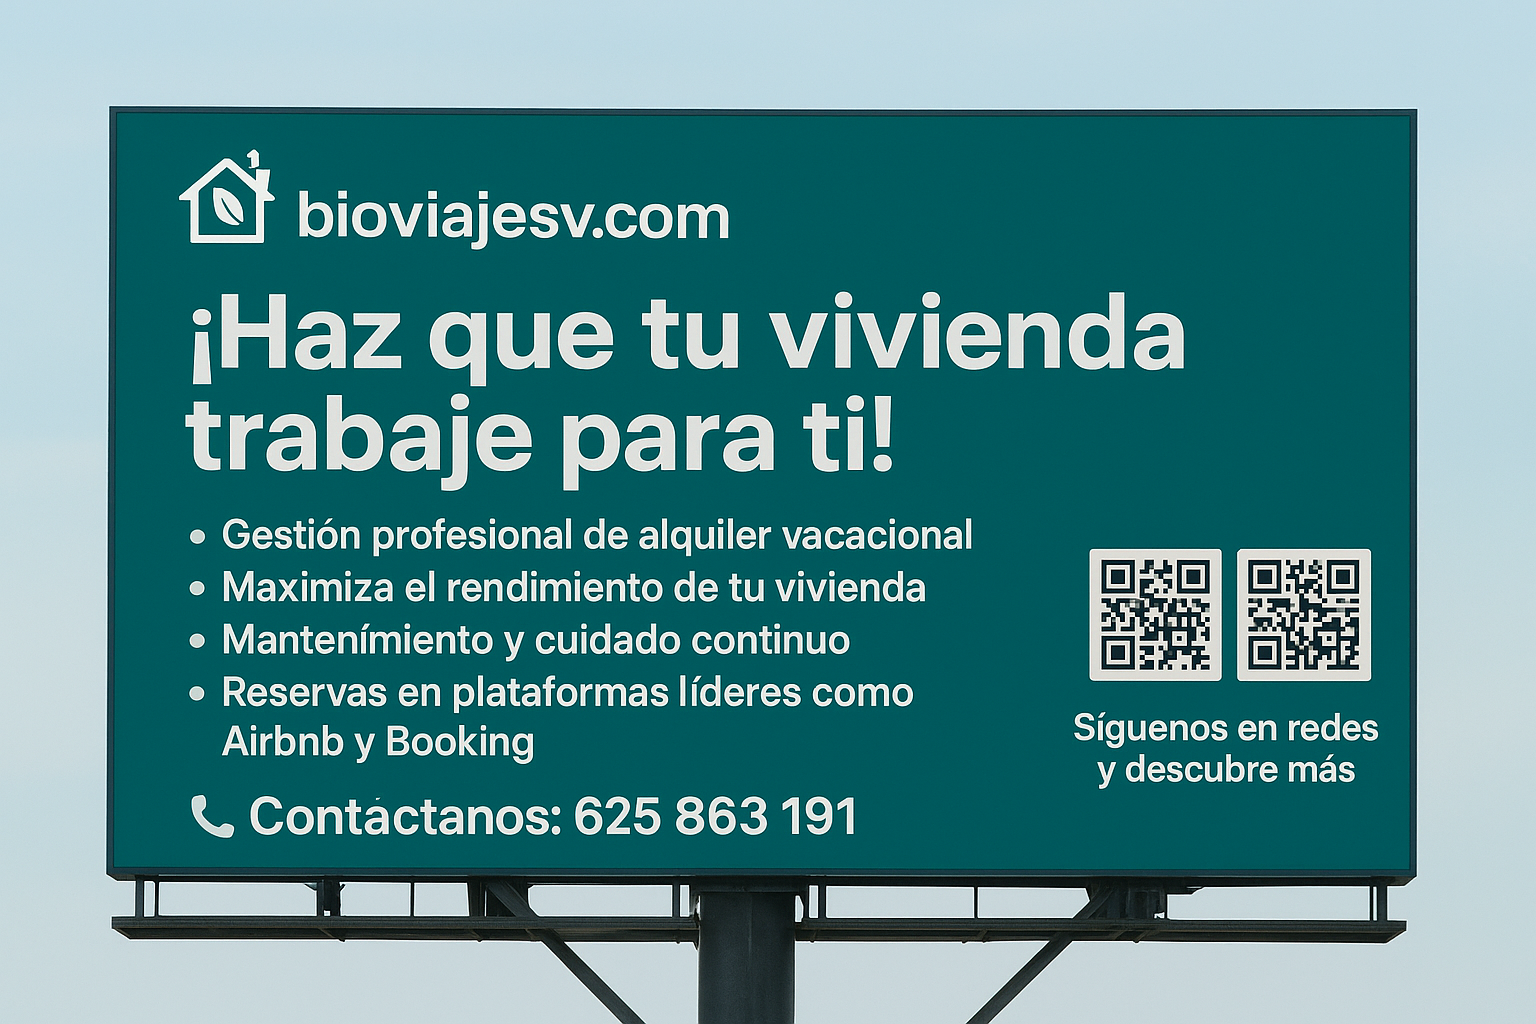 bioviajesv.com
¡Haz que tu vivienda
trabaje para ti!
• Gestión profesional de alquiler vacacional
• Maximiza el rendimiento de tu vivienda
• Mantenímiento y cuidado continuo
• Reservas en plataformas líderes como
Airbnb y Booking
Contáctanos: 625 863 191
Síguenos en redes
y descubre más